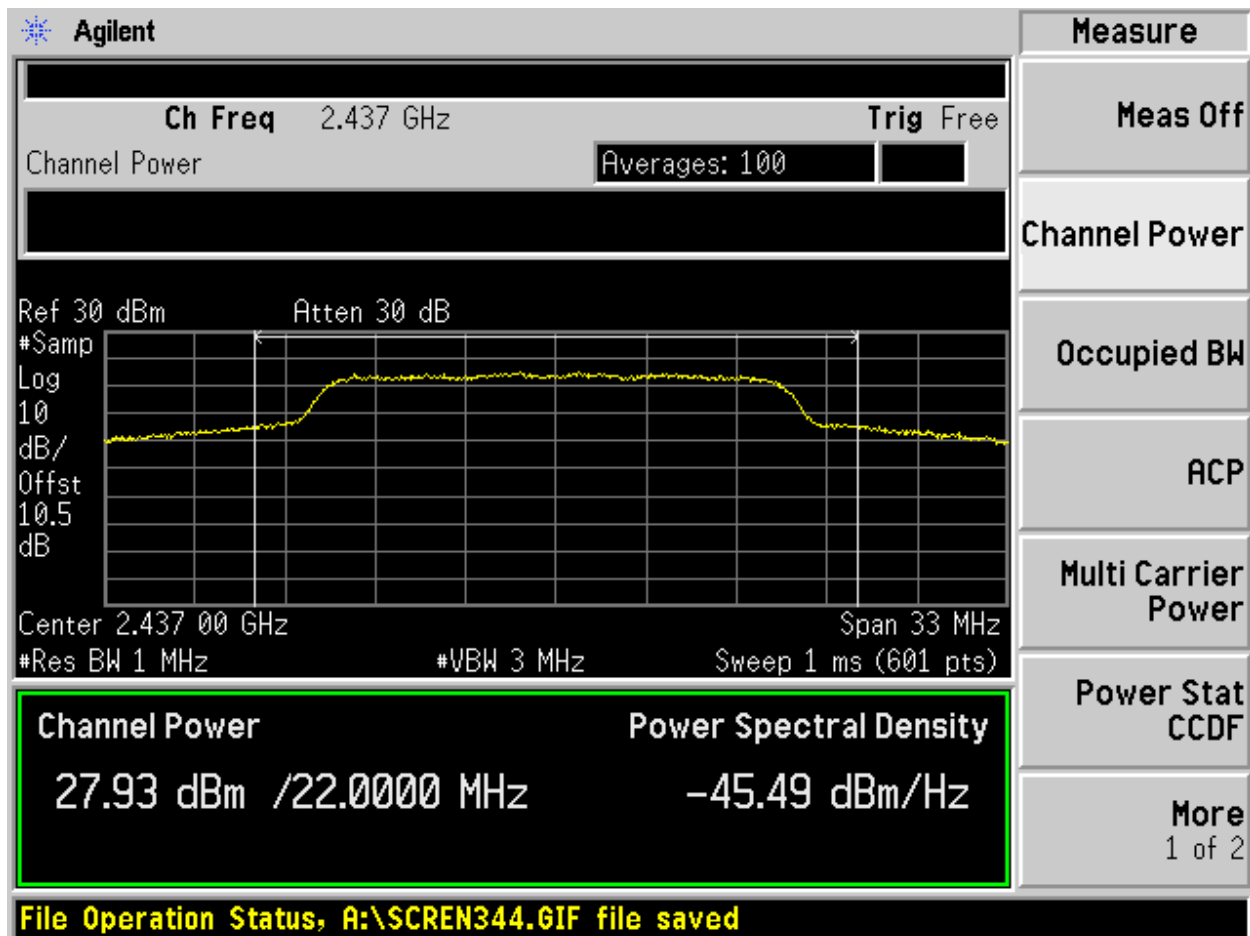 Agilent
Measure
Ch Freq 2.437 GHz Trig Free
Channel Power Averages: 100
Ref 30 dBm Atten 30 dB
#Samp
Log
10
dB/
Offst
10.5
dB
Center 2.437 00 GHz Span 33 MHz
#Res BW 1 MHz #VBW 3 MHz Sweep 1 ms (601 pts)
Channel Power Power Spectral Density
27.93 dBm /22.0000 MHz -45.49 dBm/Hz
File Operation Status, A:\SCREN344.GIF file saved
Meas Off
Channel Power
Occupied BW
ACP
Multi Carrier
Power
Power Stat
CCDF
More
1 of 2